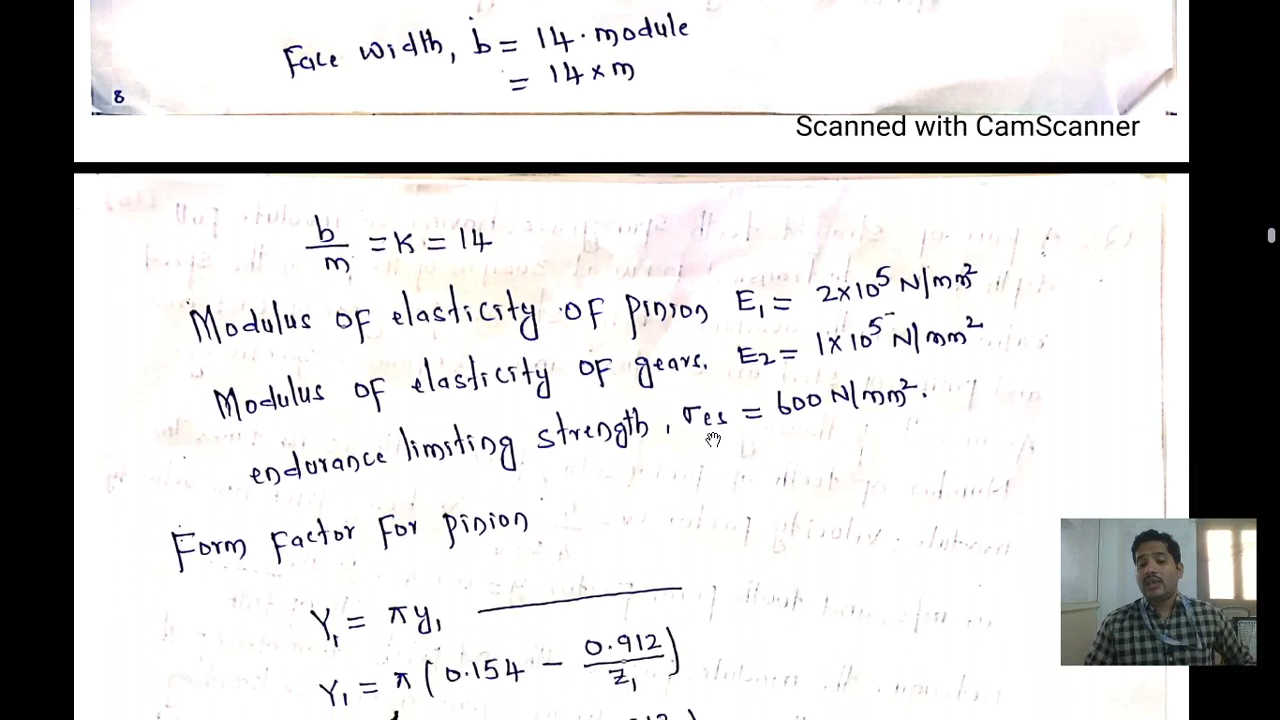 Face width, b = 14 · module
= 14 × m
8
Scanned with CamScanner
b/m = K = 14
Modulus of elasticity of pinion E₁ = 2×10⁵ N/mm²
Modulus of elasticity of gears. E₂ = 1×10⁵ N/mm²
endurance limiting strength, σes = 600 N/mm².
Form factor for pinion
Y₁ = πy₁
Y₁ = π(0.154 − 0.912/Z₁)